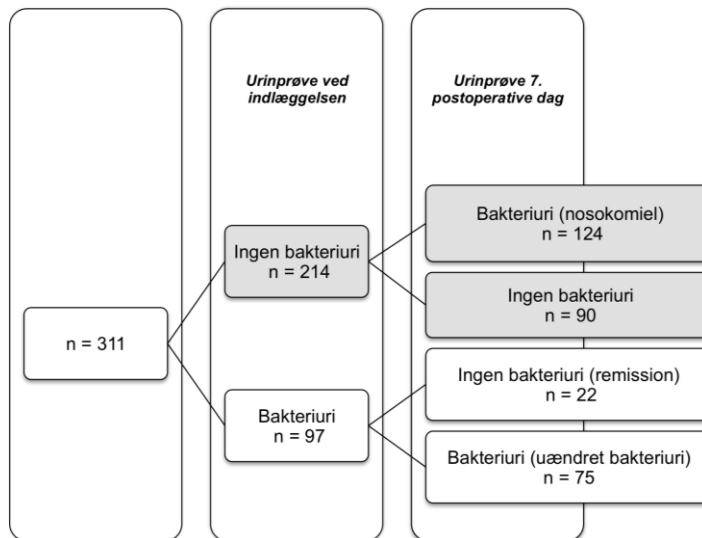 Urinprøve ved
indlæggelsen
Urinprøve 7.
postoperative dag
n = 311
Ingen bakteriuri
n = 214
Bakteriuri
n = 97
Bakteriuri (nosokomiel)
n = 124
Ingen bakteriuri
n = 90
Ingen bakteriuri (remission)
n = 22
Bakteriuri (uændret bakteriuri)
n = 75